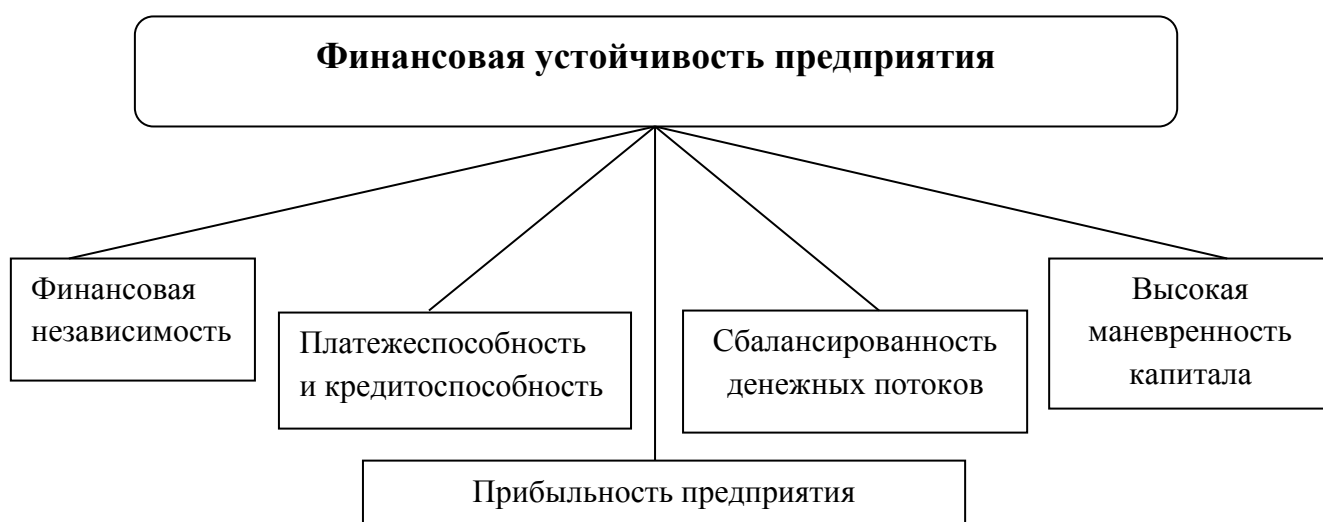 Финансовая устойчивость предприятия
Финансовая
независимость
Платежеспособность
и кредитоспособность
Сбалансированность
денежных потоков
Высокая
маневренность
капитала
Прибыльность предприятия